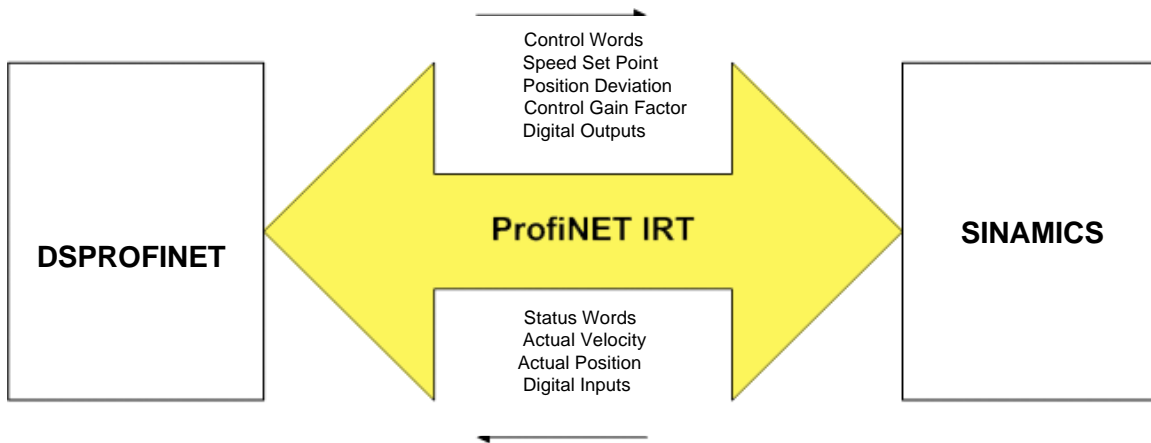 Control Words
Speed Set Point
Position Deviation
Control Gain Factor
Digital Outputs
DSPROFINET
ProfiNET IRT
SINAMICS
Status Words
Actual Velocity
Actual Position
Digital Inputs